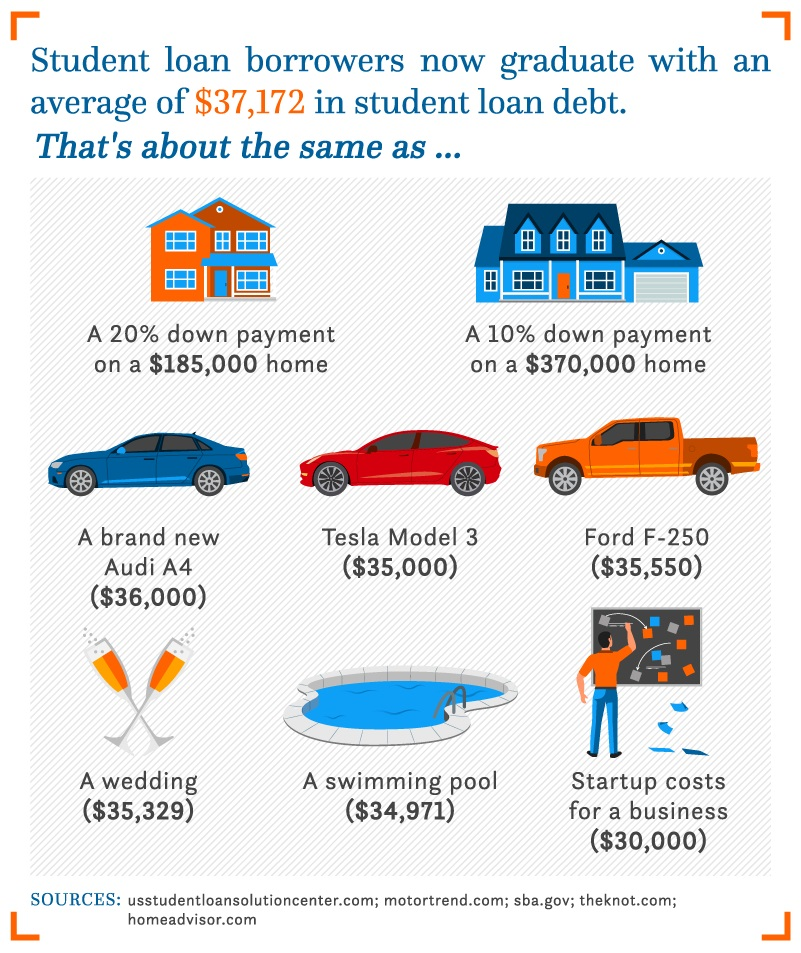 Student loan borrowers now graduate with an
average of $37,172 in student loan debt.
That's about the same as ...
A 20% down payment
on a $185,000 home
A 10% down payment
on a $370,000 home
A brand new
Audi A4
($36,000)
Tesla Model 3
($35,000)
Ford F-250
($35,550)
A wedding
($35,329)
A swimming pool
($34,971)
Startup costs
for a business
($30,000)
SOURCES: usstudentloansolutioncenter.com; motortrend.com; sba.gov; theknot.com;
homeadvisor.com